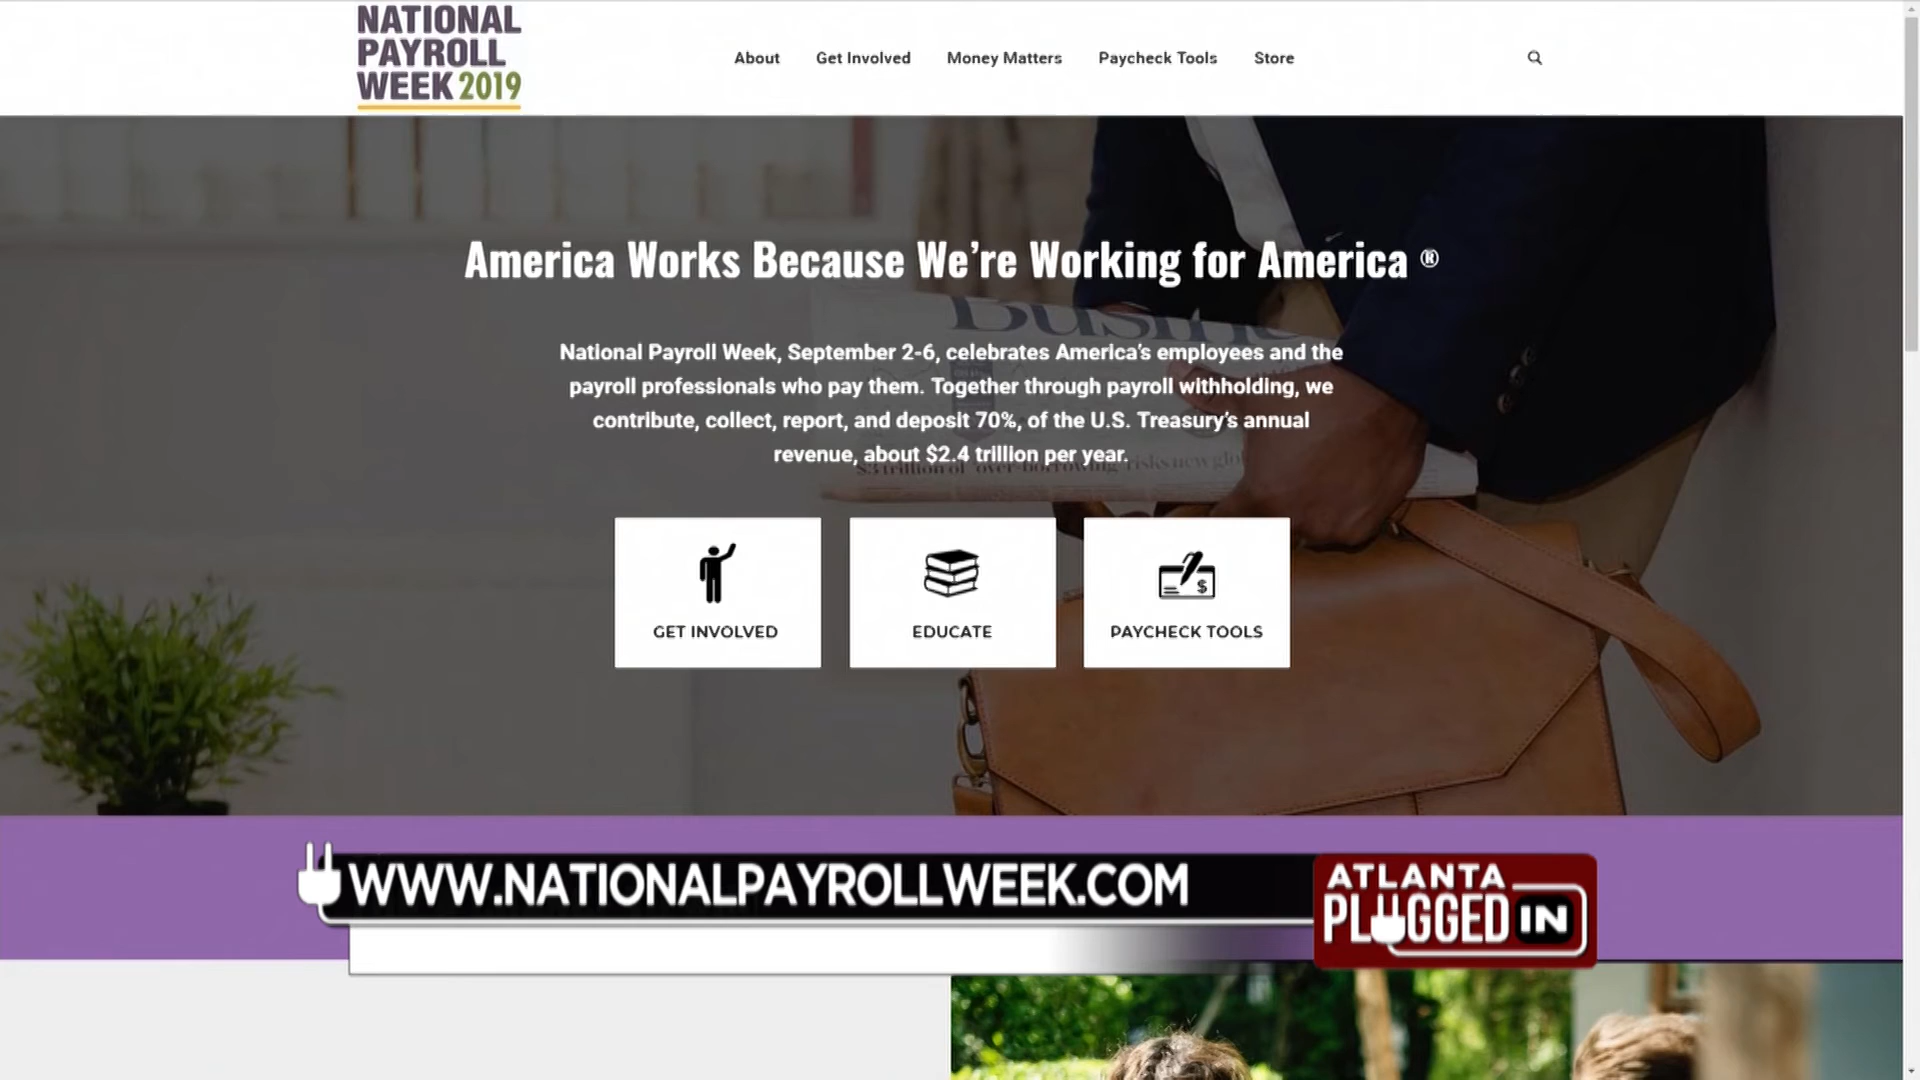 NATIONAL
PAYROLL
WEEK 2019
About Get Involved Money Matters Paycheck Tools Store
America Works Because We're Working for America ®
National Payroll Week, September 2-6, celebrates America's employees and the
payroll professionals who pay them. Together through payroll withholding, we
contribute, collect, report, and deposit 70%, of the U.S. Treasury's annual
revenue, about $2.4 trillion per year.
GET INVOLVED EDUCATE PAYCHECK TOOLS
WWW.NATIONALPAYROLLWEEK.COM
ATLANTA
PLUGGED IN